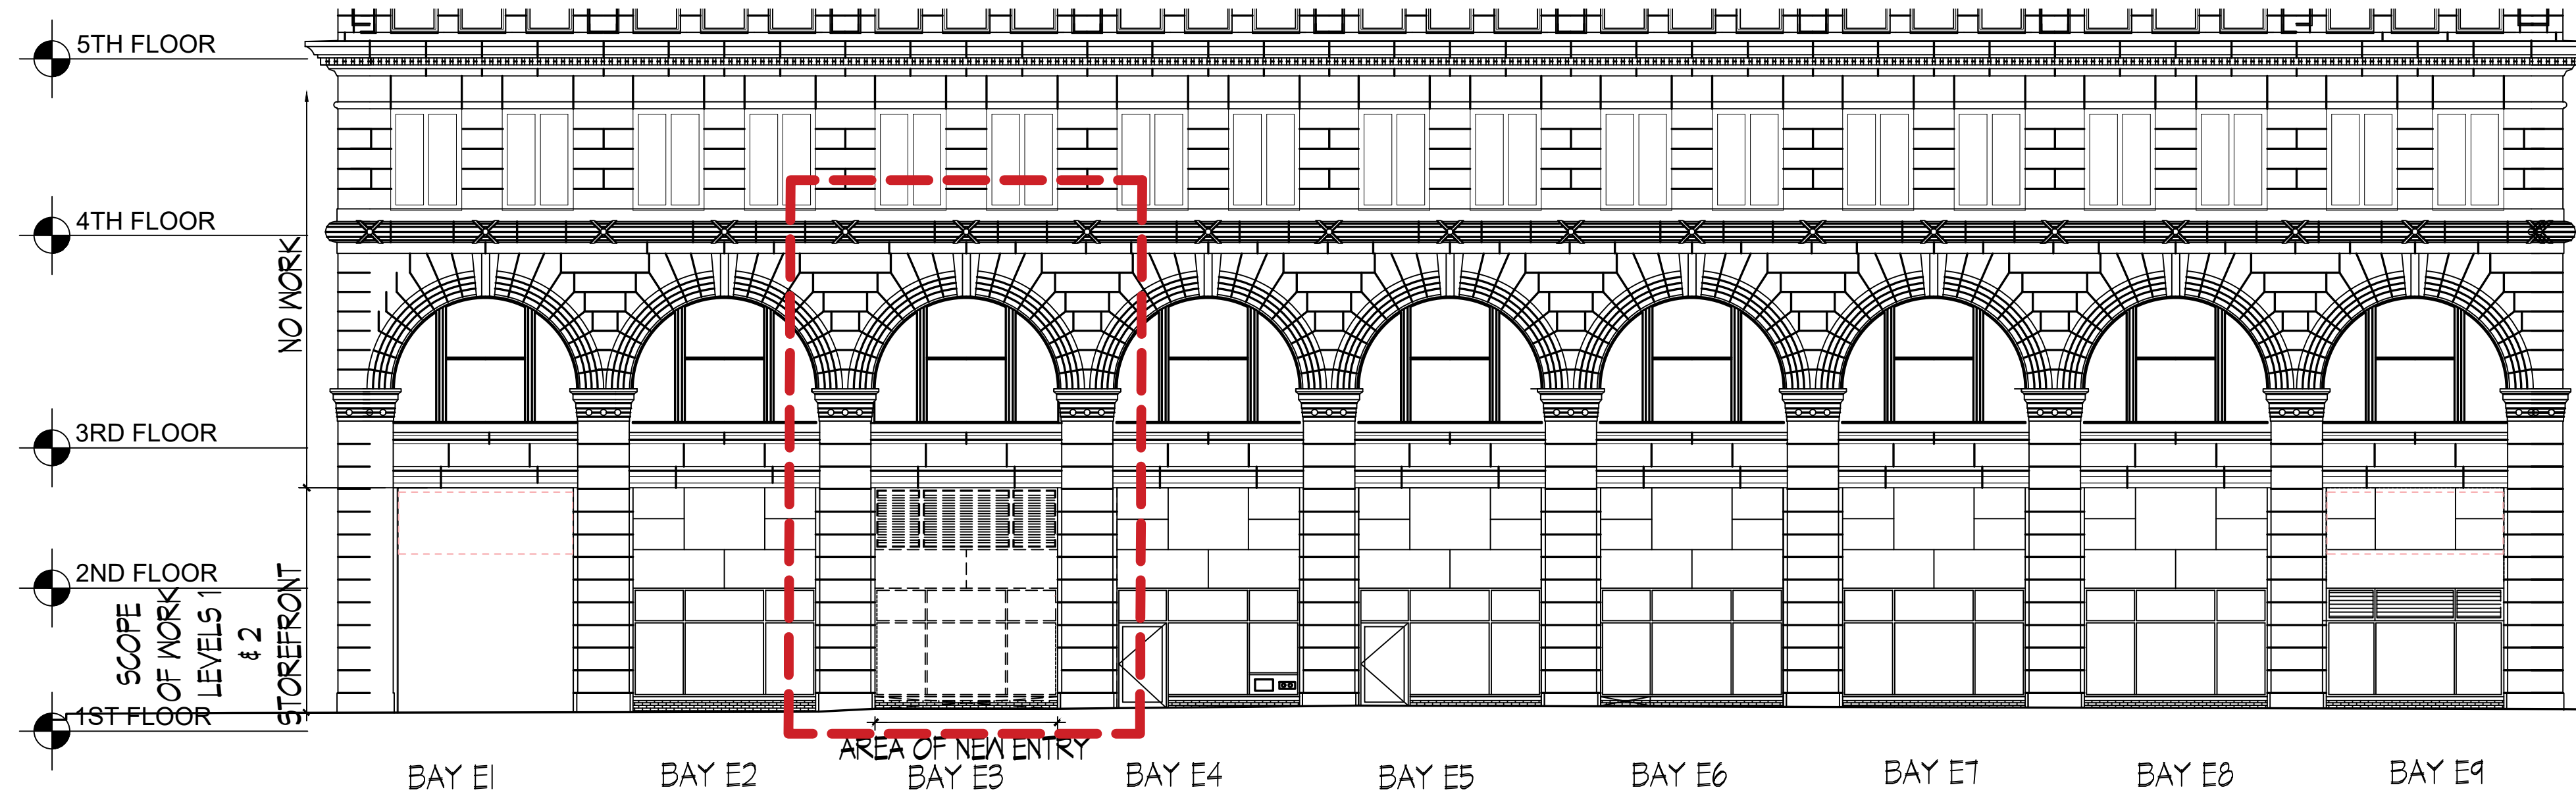 5TH FLOOR
4TH FLOOR
NO WORK
3RD FLOOR
2ND FLOOR
SCOPE
OF WORK
LEVELS 1
& 2
STOREFRONT
1ST FLOOR
AREA OF NEW ENTRY
BAY E1
BAY E2
BAY E3
BAY E4
BAY E5
BAY E6
BAY E7
BAY E8
BAY E9